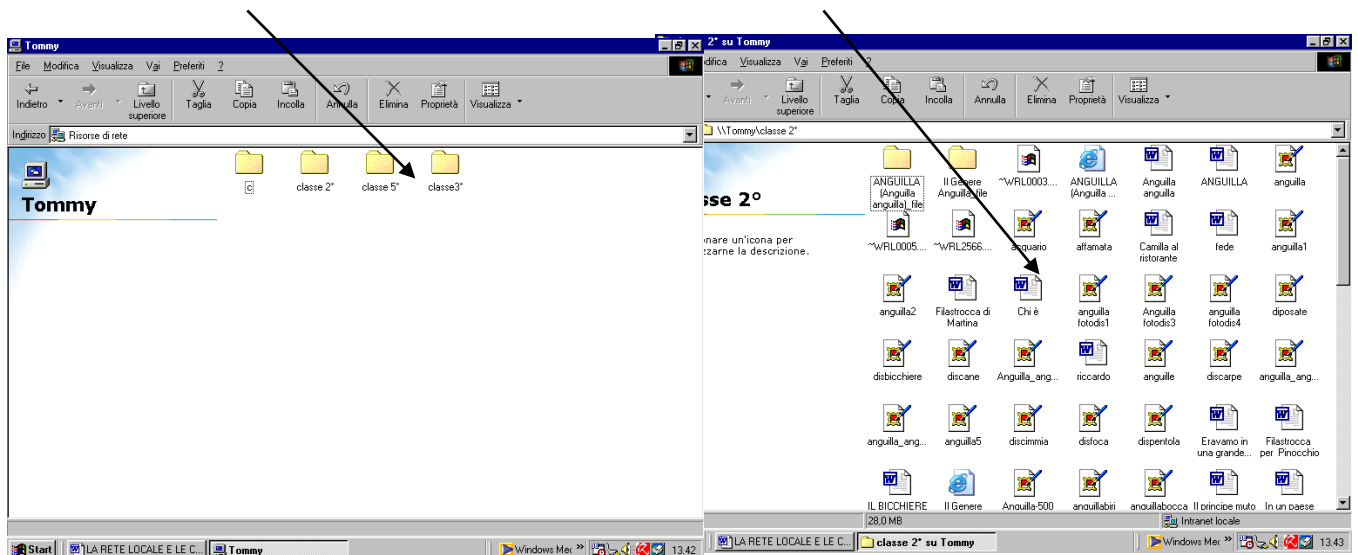 Tommy
File Modifica Visualizza Vai Preferiti ?
Indietro Avanti Livello superiore Taglia Copia Incolla Annulla Elimina Proprietà Visualizza
Indirizzo Risorse di rete
Tommy
c classe 2° classe 5° classe3°
Start LA RETE LOCALE E LE C... Tommy Windows Mec » 13.42
2° su Tommy
difica Visualizza Vai Preferiti ?
Avanti Livello superiore Taglia Copia Incolla Annulla Elimina Proprietà Visualizza
\\Tommy\classe 2°
sse 2°
onare un'icona per
zzarne la descrizione.
ANGUILLA (Anguilla anguilla)_file Il Genere Anguilla_file ~WRL0003.... ANGUILLA (Anguilla ... Anguilla anguilla ANGUILLA anguilla
~WRL0005.... ~WRL2566.... acquario affamata Camilla al ristorante fede anguilla1
anguilla2 Filastrocca di Martina Chi è anguilla fotodis1 Anguilla fotodis3 anguilla fotodis4 diposate
disbicchiere discane Anguilla_ang... riccardo anguille discarpe anguilla_ang...
anguilla_ang... anguilla5 discimmia disfoca dispentola Eravamo in una grande... Filastrocca per Pinocchio
IL BICCHIERE Il Genere Anguilla-500 anguillabiri anguillabocca Il principe muto In un paese
28,0 MB Intranet locale
LA RETE LOCALE E LE C... classe 2° su Tommy Windows Mec » 13.43